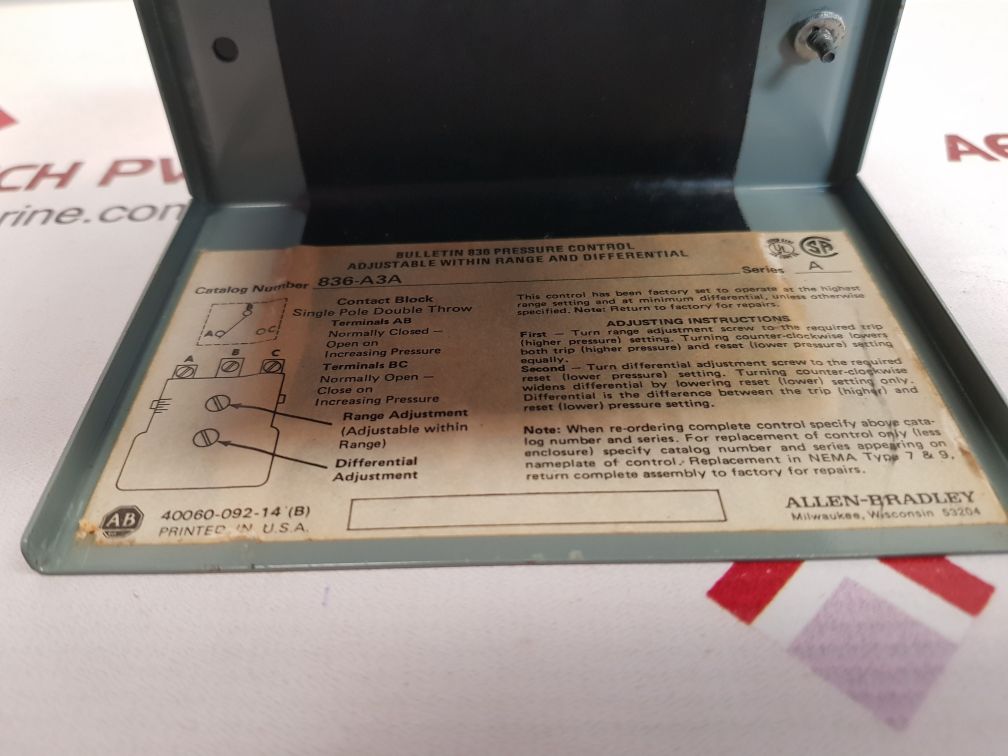 CH PV
rine.com
BULLETIN 836 PRESSURE CONTROL
ADJUSTABLE WITHIN RANGE AND DIFFERENTIAL
UL
SA
Catalog Number 836-A3A
Series A
Contact Block
Single Pole Double Throw
Terminals AB
Normally Closed —
Open on
Increasing Pressure
Terminals BC
Normally Open —
Close on
Increasing Pressure
B
A
C
A B C
Range Adjustment
(Adjustable within
Range)
Differential
Adjustment
This control has been factory set to operate at the highest
range setting and at minimum differential, unless otherwise
specified. Note: Return to factory for repairs.
ADJUSTING INSTRUCTIONS
First — Turn range adjustment screw to the required trip
(higher pressure) setting. Turning counter-clockwise lowers
both trip (higher pressure) and reset (lower pressure) setting
equally.
Second — Turn differential adjustment screw to the required
reset (lower pressure) setting. Turning counter-clockwise
widens differential by lowering reset (lower) setting only.
Differential is the difference between the trip (higher) and
reset (lower) pressure setting.
Note: When re-ordering complete control specify above cata-
log number and series. For replacement of control only (less
enclosure) specify catalog number and series appearing on
nameplate of control. Replacement in NEMA Type 7 & 9,
return complete assembly to factory for repairs.
AB
40060-092-14 (B)
PRINTED IN U.S.A.
ALLEN-BRADLEY
Milwaukee, Wisconsin 53204